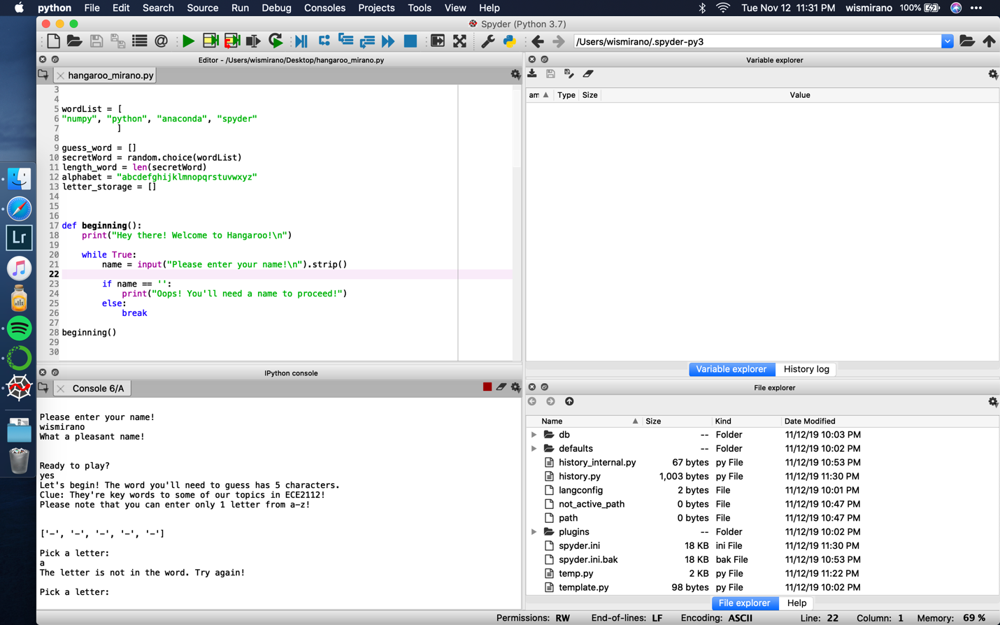 python File Edit Search Source Run Debug Consoles Projects Tools View Help
Tue Nov 12 11:31 PM wismirano 100%
Spyder (Python 3.7)
/Users/wismirano/.spyder-py3
Editor - /Users/wismirano/Desktop/hangaroo_mirano.py
hangaroo_mirano.py
3
4
5 wordList = [
6 "numpy", "python", "anaconda", "spyder"
7 ]
8
9 guess_word = []
10 secretWord = random.choice(wordList)
11 length_word = len(secretWord)
12 alphabet = "abcdefghijklmnopqrstuvwxyz"
13 letter_storage = []
14
15
16
17 def beginning():
18 print("Hey there! Welcome to Hangaroo!\n")
19
20 while True:
21 name = input("Please enter your name!\n").strip()
22
23 if name == '':
24 print("Oops! You'll need a name to proceed!")
25 else:
26 break
27
28 beginning()
29
30
IPython console
Console 6/A
Please enter your name!
wismirano
What a pleasant name!
Ready to play?
yes
Let's begin! The word you'll need to guess has 5 characters.
Clue: They're key words to some of our topics in ECE2112!
Please note that you can enter only 1 letter from a-z!
['-', '-', '-', '-', '-']
Pick a letter:
a
The letter is not in the word. Try again!
Pick a letter:
Variable explorer
am Type Size Value
Variable explorer History log
File explorer
Name Size Kind Date Modified
db -- Folder 11/12/19 10:03 PM
defaults -- Folder 11/12/19 10:02 PM
history_internal.py 67 bytes py File 11/12/19 10:53 PM
history.py 1,003 bytes py File 11/12/19 11:30 PM
langconfig 2 bytes File 11/12/19 10:01 PM
not_active_path 0 bytes File 11/12/19 10:47 PM
path 0 bytes File 11/12/19 10:47 PM
plugins -- Folder 11/12/19 10:02 PM
spyder.ini 18 KB ini File 11/12/19 11:30 PM
spyder.ini.bak 18 KB bak File 11/12/19 10:53 PM
temp.py 2 KB py File 11/12/19 11:22 PM
template.py 98 bytes py File 11/12/19 10:02 PM
File explorer Help
Permissions: RW End-of-lines: LF Encoding: ASCII Line: 22 Column: 1 Memory: 69 %
Lr